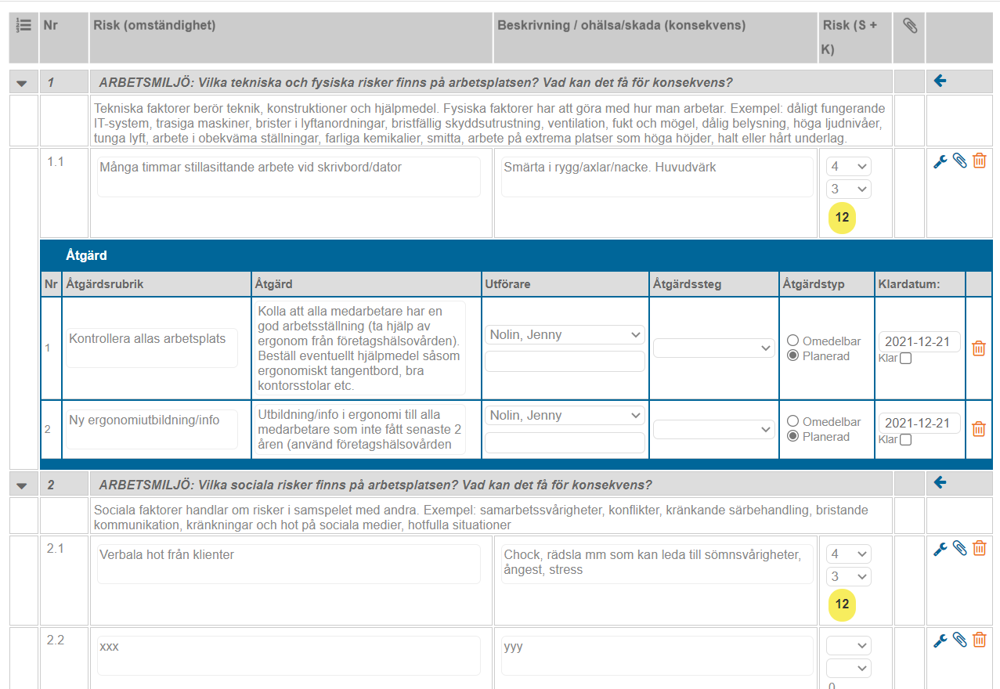 Nr Risk (omständighet) Beskrivning / ohälsa/skada (konsekvens) Risk (S +
K)
1 ARBETSMILJÖ: Vilka tekniska och fysiska risker finns på arbetsplatsen? Vad kan det få för konsekvens?
Tekniska faktorer berör teknik, konstruktioner och hjälpmedel. Fysiska faktorer har att göra med hur man arbetar. Exempel: dåligt fungerande
IT-system, trasiga maskiner, brister i lyftanordningar, bristfällig skyddsutrustning, ventilation, fukt och mögel, dålig belysning, höga ljudnivåer,
tunga lyft, arbete i obekväma ställningar, farliga kemikalier, smitta, arbete på extrema platser som höga höjder, halt eller hårt underlag.
1.1 Många timmar stillasittande arbete vid skrivbord/dator Smärta i rygg/axlar/nacke. Huvudvärk 4
3
12
Åtgärd
Nr Åtgärdsrubrik Åtgärd Utförare Åtgärdssteg Åtgärdstyp Klardatum:
1 Kontrollera allas arbetsplats
Kolla att alla medarbetare har en
god arbetsställning (ta hjälp av
ergonom från företagshälsovården).
Beställ eventuellt hjälpmedel såsom
ergonomiskt tangentbord, bra
kontorsstolar etc.
Nolin, Jenny
Omedelbar
Planerad
2021-12-21
Klar
2 Ny ergonomiutbildning/info
Utbildning/info i ergonomi till alla
medarbetare som inte fått senaste 2
åren (använd företagshälsovården
Nolin, Jenny
Omedelbar
Planerad
2021-12-21
Klar
2 ARBETSMILJÖ: Vilka sociala risker finns på arbetsplatsen? Vad kan det få för konsekvens?
Sociala faktorer handlar om risker i samspelet med andra. Exempel: samarbetssvårigheter, konflikter, kränkande särbehandling, bristande
kommunikation, kränkningar och hot på sociala medier, hotfulla situationer
2.1 Verbala hot från klienter
Chock, rädsla mm som kan leda till sömnsvårigheter,
ångest, stress
4
3
12
2.2 xxx yyy
0